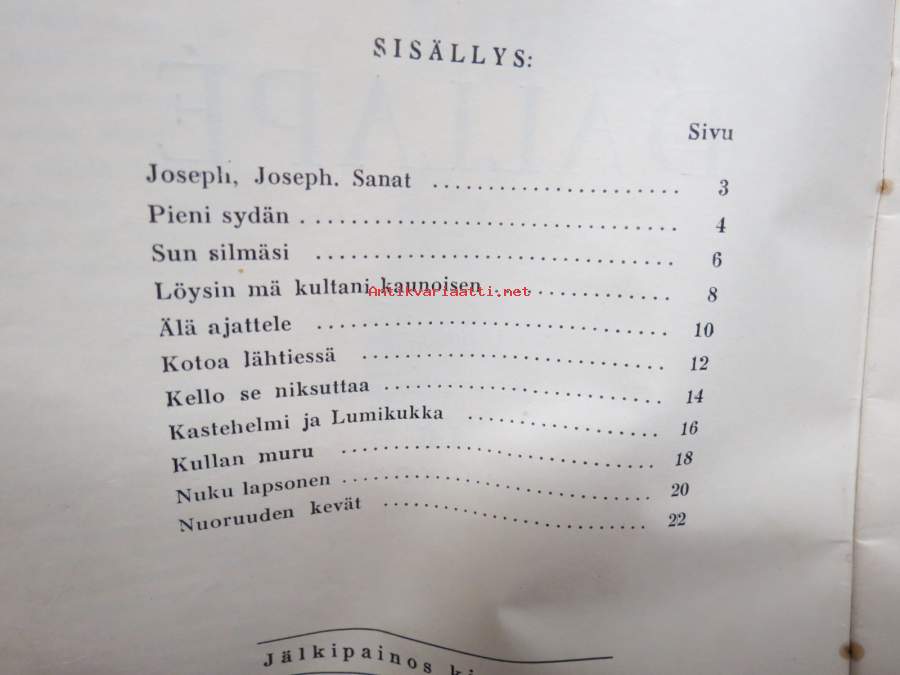 SISÄLLYS:
Sivu
Joseph, Joseph. Sanat ........................ 3
Pieni sydän .................................. 4
Sun silmäsi .................................. 6
Löysin mä kultani kaunoisen ............ 8
Antikvariaatti.net
Älä ajattele .................................. 10
Kotoa lähtiessä ............................ 12
Kello se niksuttaa .......................... 14
Kastehelmi ja Lumikukka .................. 16
Kullan muru ................................ 18
Nuku lapsonen .............................. 20
Nuoruuden kevät .......................... 22
Jälkipainos